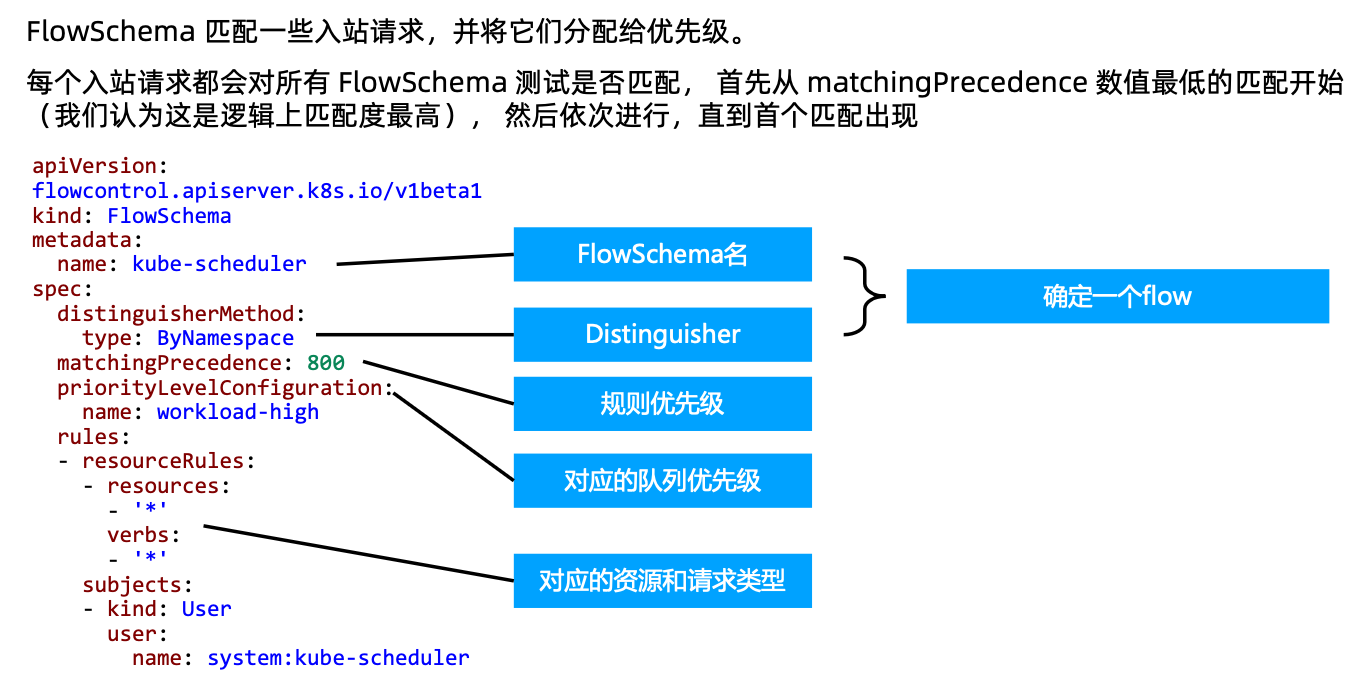 FlowSchema 匹配一些入站请求，并将它们分配给优先级。
每个入站请求都会对所有 FlowSchema 测试是否匹配， 首先从 matchingPrecedence 数值最低的匹配开始
（我们认为这是逻辑上匹配度最高）， 然后依次进行，直到首个匹配出现
apiVersion:
flowcontrol.apiserver.k8s.io/v1beta1
kind: FlowSchema
metadata:
  name: kube-scheduler
spec:
  distinguisherMethod:
    type: ByNamespace
  matchingPrecedence: 800
  priorityLevelConfiguration:
    name: workload-high
  rules:
  - resourceRules:
    - resources:
      - '*'
      verbs:
      - '*'
    subjects:
    - kind: User
      user:
        name: system:kube-scheduler
FlowSchema名
Distinguisher
规则优先级
对应的队列优先级
对应的资源和请求类型
确定一个flow